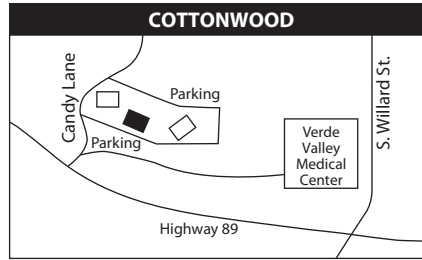 COTTONWOOD
Candy Lane
Parking
Parking
Verde
Valley
Medical
Center
S. Willard St.
Highway 89